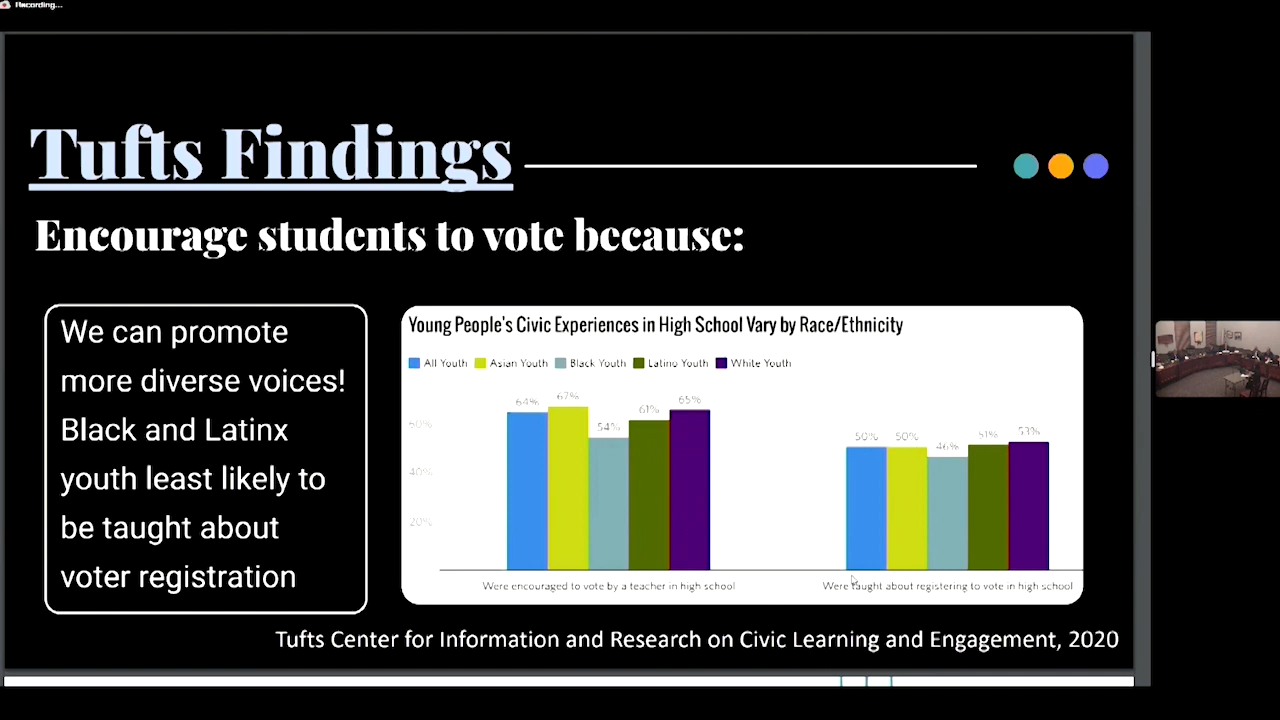 Recording...
Tufts Findings
Encourage students to vote because:
We can promote
more diverse voices!
Black and Latinx
youth least likely to
be taught about
voter registration
Young People's Civic Experiences in High School Vary by Race/Ethnicity
All Youth Asian Youth Black Youth Latino Youth White Youth
64% 67% 54% 61% 65%
50% 50% 46% 51% 53%
60%
40%
20%
Were encouraged to vote by a teacher in high school
Were taught about registering to vote in high school
Tufts Center for Information and Research on Civic Learning and Engagement, 2020